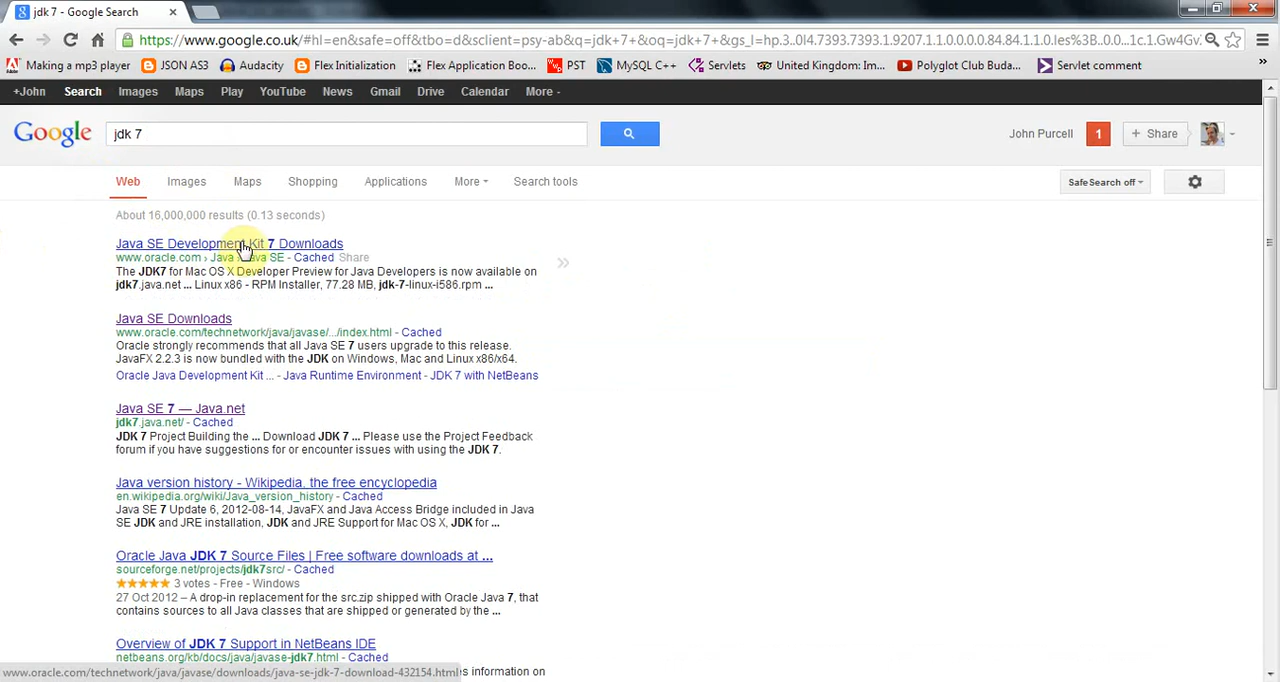 jdk 7 - Google Search
https://www.google.co.uk/#hl=en&safe=off&tbo=d&sclient=psy-ab&q=jdk+7+&oq=jdk+7+&gs_l=hp.3..0l4.7393.7393.1.9207.1.1.0.0.0.0.84.84.1.1.0.les%3B..0.0...1c.1.Gw4Gv
Making a mp3 player JSON AS3 Audacity Flex Initialization Flex Application Boo... PST MySQL C++ Servlets United Kingdom: Im... Polyglot Club Buda... Servlet comment
+John Search Images Maps Play YouTube News Gmail Drive Calendar More
Google jdk 7 John Purcell 1 + Share
Web Images Maps Shopping Applications More Search tools SafeSearch off
About 16,000,000 results (0.13 seconds)
Java SE Development Kit 7 Downloads
www.oracle.com › Java › Java SE - Cached Share
The JDK7 for Mac OS X Developer Preview for Java Developers is now available on
jdk7.java.net ... Linux x86 - RPM Installer, 77.28 MB, jdk-7-linux-i586.rpm ...
Java SE Downloads
www.oracle.com/technetwork/java/javase/.../index.html - Cached
Oracle strongly recommends that all Java SE 7 users upgrade to this release.
JavaFX 2.2.3 is now bundled with the JDK on Windows, Mac and Linux x86/x64.
Oracle Java Development Kit ... - Java Runtime Environment - JDK 7 with NetBeans
Java SE 7 — Java.net
jdk7.java.net/ - Cached
JDK 7 Project Building the ... Download JDK 7 ... Please use the Project Feedback
forum if you have suggestions for or encounter issues with using the JDK 7.
Java version history - Wikipedia, the free encyclopedia
en.wikipedia.org/wiki/Java_version_history - Cached
Java SE 7 Update 6, 2012-08-14, JavaFX and Java Access Bridge included in Java
SE JDK and JRE installation, JDK and JRE Support for Mac OS X, JDK for ...
Oracle Java JDK 7 Source Files | Free software downloads at ...
sourceforge.net/projects/jdk7src/ - Cached
3 votes - Free - Windows
27 Oct 2012 – A drop-in replacement for the src.zip shipped with Oracle Java 7, that
contains sources to all Java classes that are shipped or generated by the ...
Overview of JDK 7 Support in NetBeans IDE
netbeans.org/kb/docs/java/javase-jdk7.html - Cached
www.oracle.com/technetwork/java/javase/downloads/java-se-jdk-7-download-432154.html es information on